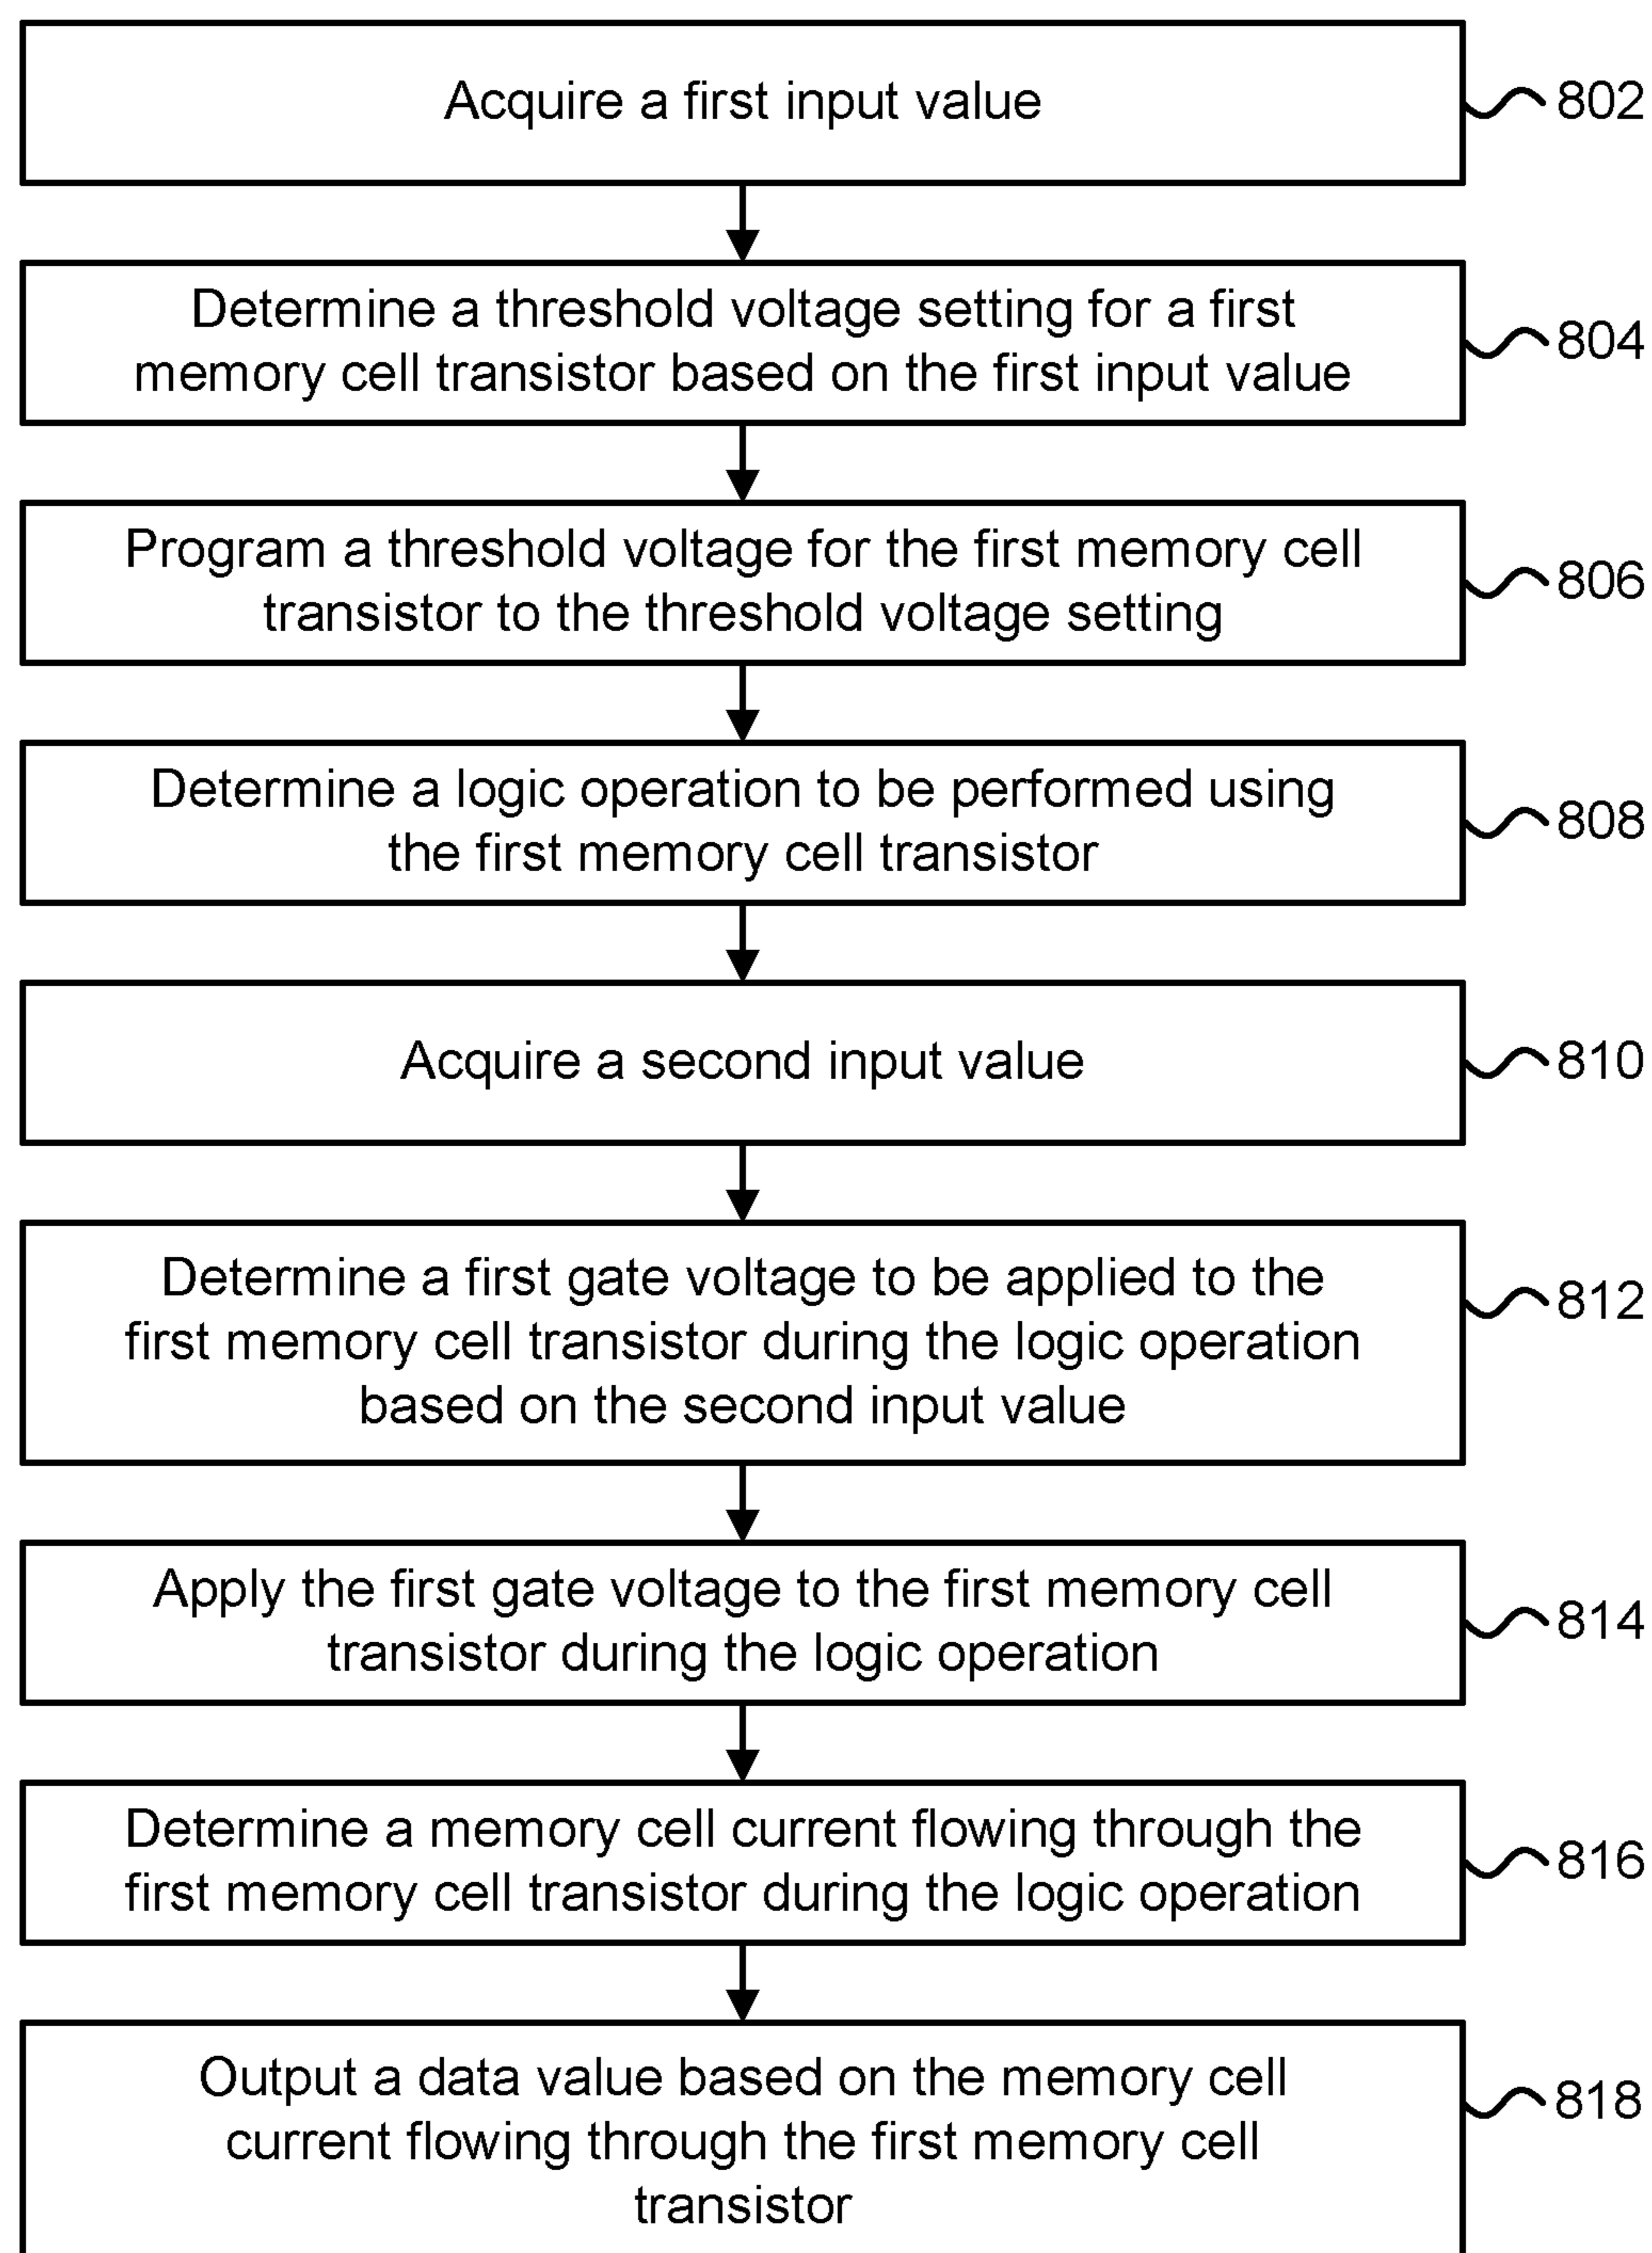 Acquire a first input value
802
Determine a threshold voltage setting for a first
memory cell transistor based on the first input value
804
Program a threshold voltage for the first memory cell
transistor to the threshold voltage setting
806
Determine a logic operation to be performed using
the first memory cell transistor
808
Acquire a second input value
810
Determine a first gate voltage to be applied to the
first memory cell transistor during the logic operation
based on the second input value
812
Apply the first gate voltage to the first memory cell
transistor during the logic operation
814
Determine a memory cell current flowing through the
first memory cell transistor during the logic operation
816
Output a data value based on the memory cell
current flowing through the first memory cell
transistor
818